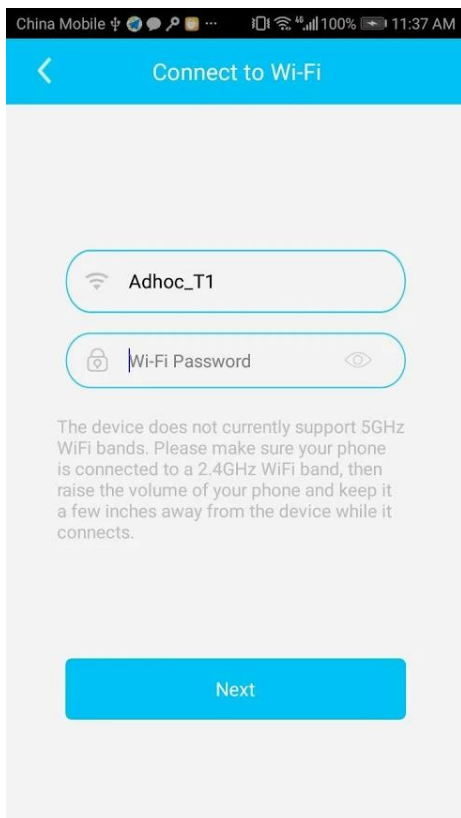 China Mobile 46 100% 11:37 AM
Connect to Wi-Fi
Adhoc_T1
Wi-Fi Password
The device does not currently support 5GHz
WiFi bands. Please make sure your phone
is connected to a 2.4GHz WiFi band, then
raise the volume of your phone and keep it
a few inches away from the device while it
connects.
Next